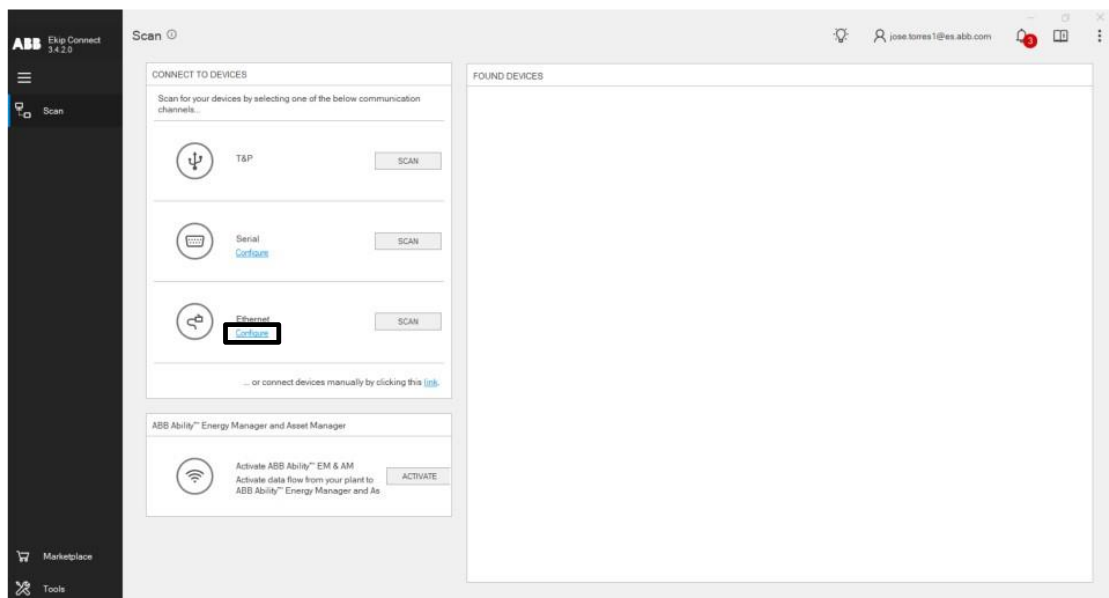 ABB Ekip Connect
3.4.2.0
Scan
jose.torres1@es.abb.com
3
Scan
CONNECT TO DEVICES
Scan for your devices by selecting one of the below communication
channels...
T&P
SCAN
Serial
Configure
SCAN
Ethernet
Configure
SCAN
... or connect devices manually by clicking this link.
ABB Ability™ Energy Manager and Asset Manager
Activate ABB Ability™ EM & AM
Activate data flow from your plant to
ABB Ability™ Energy Manager and As
ACTIVATE
FOUND DEVICES
Marketplace
Tools